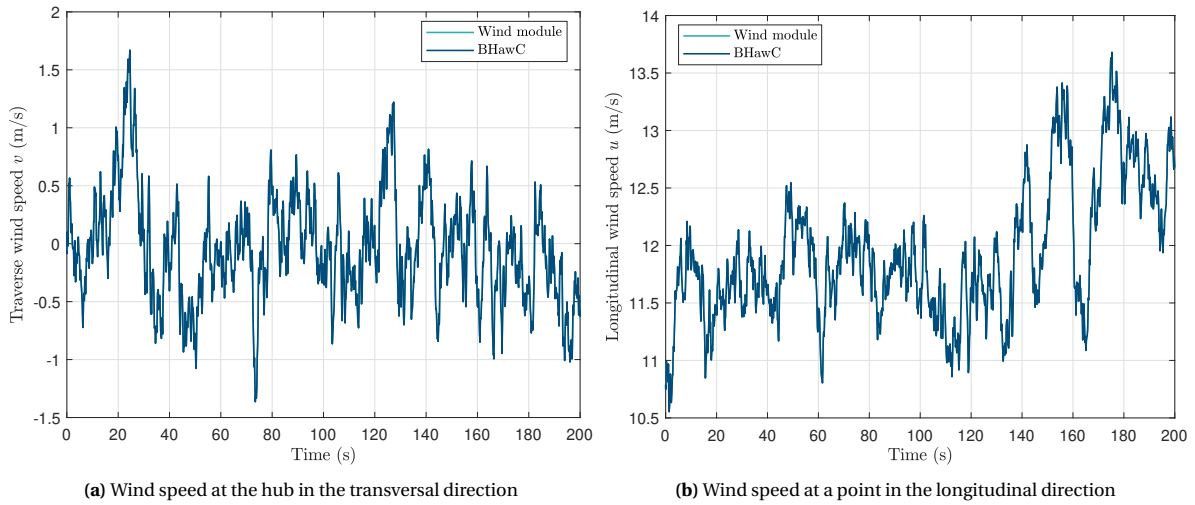 2
1.5
1
0.5
0
-0.5
-1
-1.5
Traverse wind speed v (m/s)
Wind module
BHawC
0 20 40 60 80 100 120 140 160 180 200
Time (s)
(a) Wind speed at the hub in the transversal direction
14
13.5
13
12.5
12
11.5
11
10.5
Longitudinal wind speed u (m/s)
Wind module
BHawC
0 20 40 60 80 100 120 140 160 180 200
Time (s)
(b) Wind speed at a point in the longitudinal direction